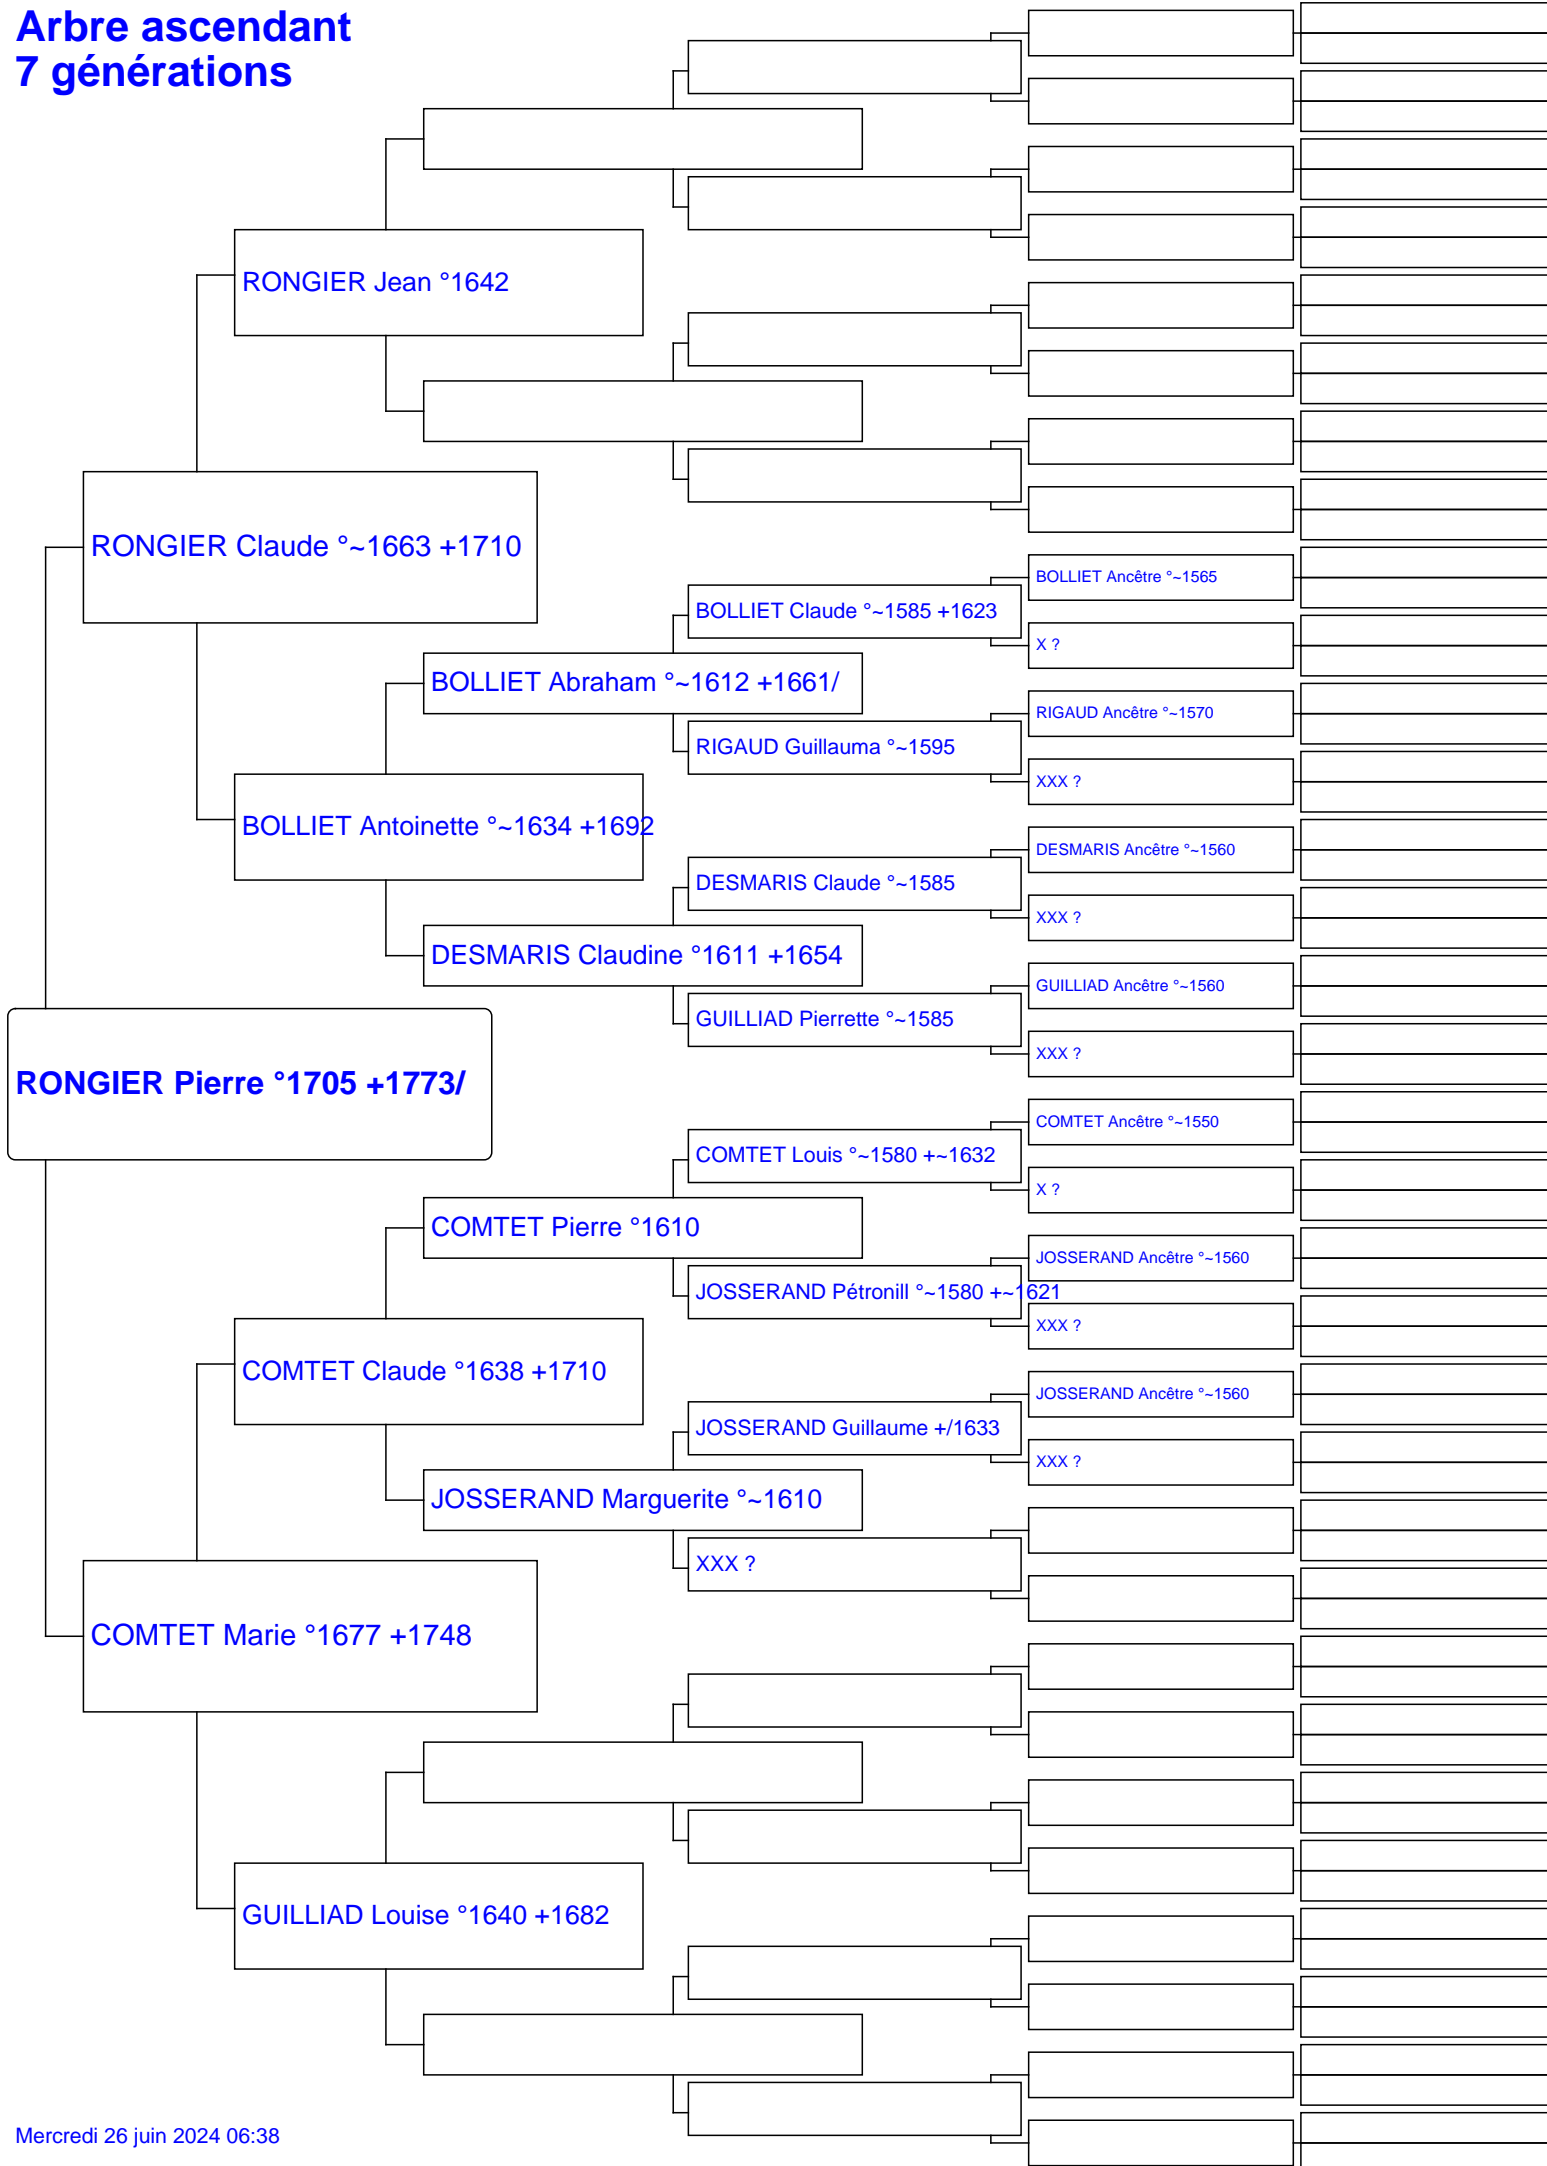 Arbre ascendant
7 générations
RONGIER Jean °1642
RONGIER Claude °~1663 +1710
BOLLIET Ancêtre °~1565
BOLLIET Claude °~1585 +1623
X ?
BOLLIET Abraham °~1612 +1661/
RIGAUD Ancêtre °~1570
RIGAUD Guillauma °~1595
XXX ?
BOLLIET Antoinette °~1634 +1692
DESMARIS Ancêtre °~1560
DESMARIS Claude °~1585
XXX ?
DESMARIS Claudine °1611 +1654
GUILLIAD Ancêtre °~1560
GUILLIAD Pierrette °~1585
XXX ?
RONGIER Pierre °1705 +1773/
COMTET Ancêtre °~1550
COMTET Louis °~1580 +~1632
X ?
COMTET Pierre °1610
JOSSERAND Ancêtre °~1560
JOSSERAND Pétronill °~1580 +~1621
XXX ?
COMTET Claude °1638 +1710
JOSSERAND Ancêtre °~1560
JOSSERAND Guillaume +/1633
XXX ?
JOSSERAND Marguerite °~1610
XXX ?
COMTET Marie °1677 +1748
GUILLIAD Louise °1640 +1682
Mercredi 26 juin 2024 06:38